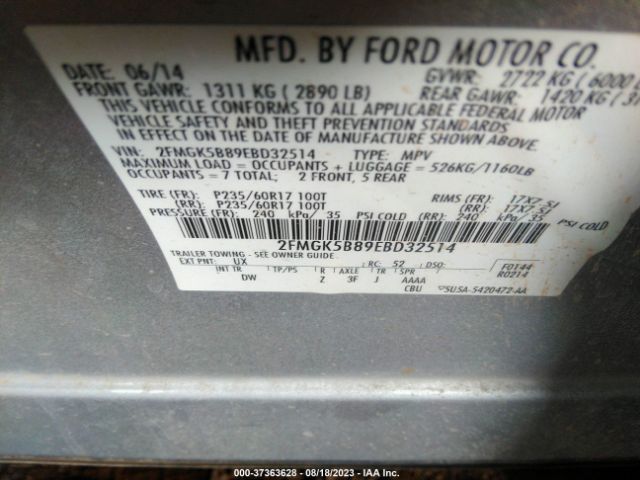 MFD. BY FORD MOTOR CO.
DATE: 06/14 GVWR: 2722 KG (6000
FRONT GAWR: 1311 KG (2890 LB) REAR GAWR: 1420 KG
THIS VEHICLE CONFORMS TO ALL APPLICABLE FEDERAL MOTOR
VEHICLE SAFETY AND THEFT PREVENTION STANDARDS
IN EFFECT ON THE DATE OF MANUFACTURE SHOWN ABOVE.
VIN: 2FMGK5B89EBD32514 TYPE: MPV
MAXIMUM LOAD = OCCUPANTS + LUGGAGE = 526KG/1160LB
OCCUPANTS = 7 TOTAL; 2 FRONT, 5 REAR
TIRE (FR): P235/60R17 100T RIMS (FR): 17X7.5J
(RR): P235/60R17 100T (RR): 17X7.5J
PRESSURE (FR): 240 kPa/ 35 PSI COLD (RR): 240 kPa/ 35 PSI COLD
2FMGK5B89EBD32514
TRAILER TOWING - SEE OWNER GUIDE
EXT PNT: UX RC: 52 DSO: F0144
INT TR TP/PS R AXLE TR SPR R0214
DW Z 3F J AAAA
CBU 5U5A-5420472-AA
000-37363628 - 08/18/2023 - IAA Inc.